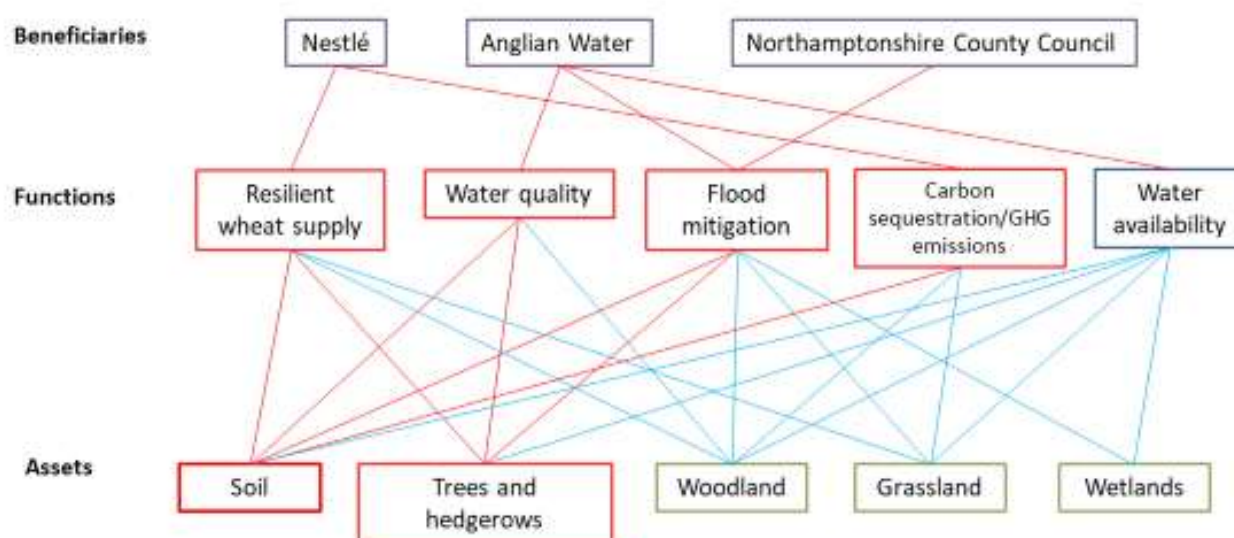 Beneficiaries
Nestlé
Anglian Water
Northamptonshire County Council
Functions
Resilient
wheat supply
Water quality
Flood
mitigation
Carbon
sequestration/GHG
emissions
Water
availability
Assets
Soil
Trees and
hedgerows
Woodland
Grassland
Wetlands